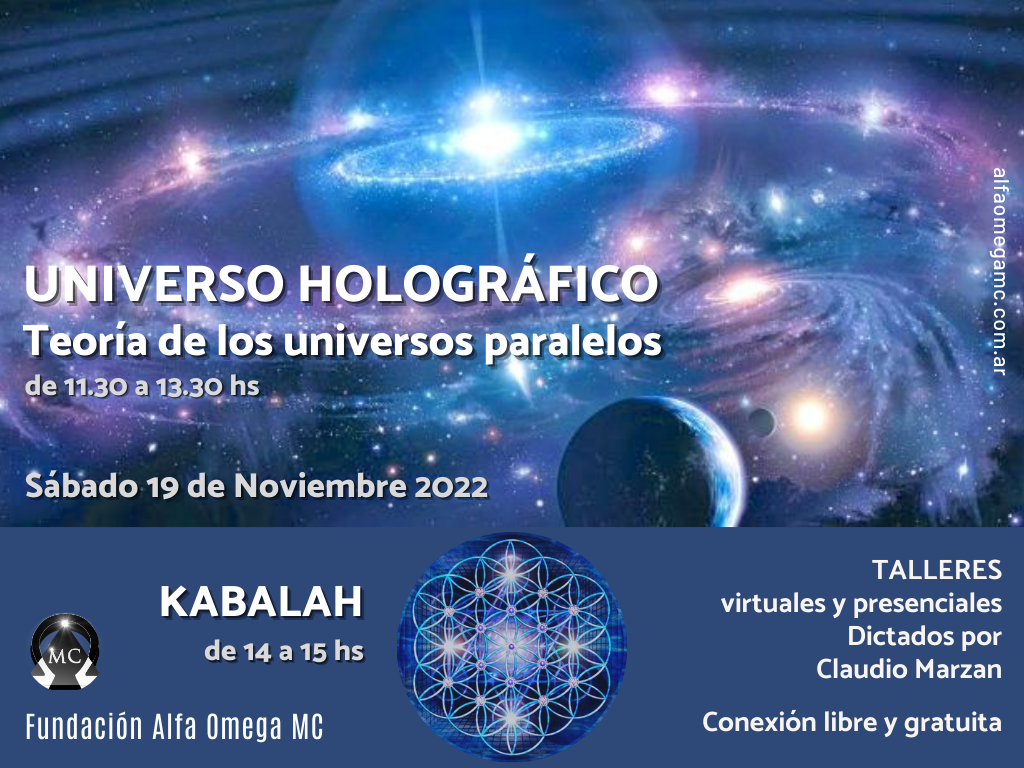 UNIVERSO HOLOGRÁFICO
Teoría de los universos paralelos
de 11.30 a 13.30 hs
Sábado 19 de Noviembre 2022
alfaomegamc.com.ar
KABALAH
de 14 a 15 hs
MC
Fundación Alfa Omega MC
TALLERES
virtuales y presenciales
Dictados por
Claudio Marzan
Conexión libre y gratuita